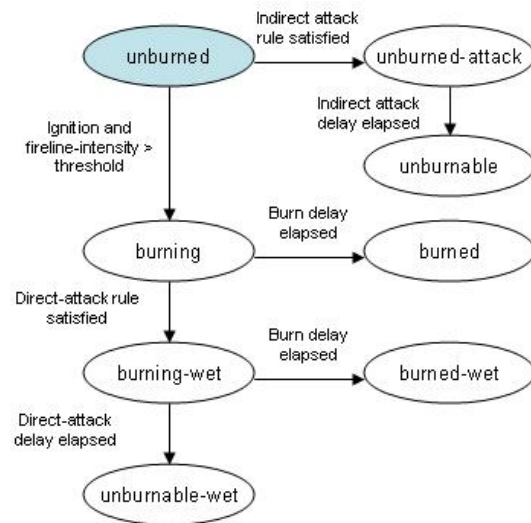 Indirect attack
rule satisfied
unburned
unburned-attack
Indirect attack
delay elapsed
Ignition and
fireline-intensity >
threshold
unburnable
Burn delay
elapsed
burning
burned
Direct-attack rule
satisfied
Burn delay
elapsed
burning-wet
burned-wet
Direct-attack
delay elapsed
unburnable-wet